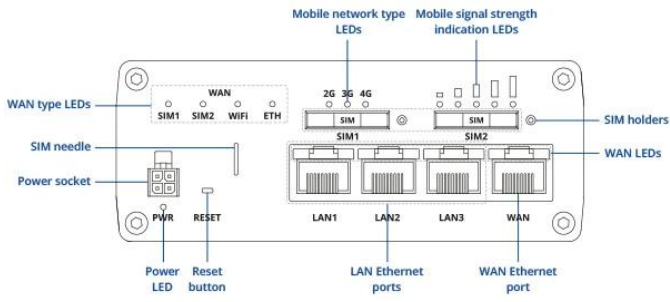 Mobile network type
LEDs
Mobile signal strength
indication LEDs
WAN type LEDs
WAN
SIM1 SIM2 WiFi ETH
2G 3G 4G
SIM SIM
SIM1 SIM2
SIM holders
SIM needle
WAN LEDs
Power socket
PWR RESET LAN1 LAN2 LAN3 WAN
Power
LED
Reset
button
LAN Ethernet
ports
WAN Ethernet
port